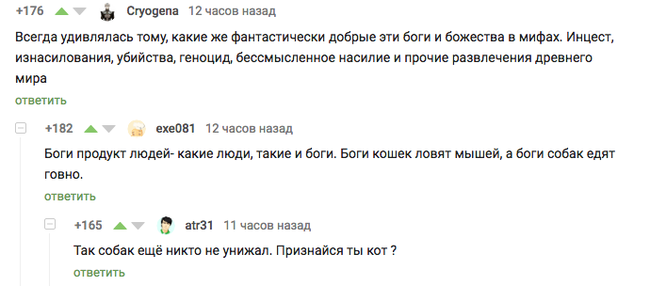 +176 Cryogena 12 часов назад
Всегда удивлялась тому, какие же фантастически добрые эти боги и божества в мифах. Инцест,
изнасилования, убийства, геноцид, бессмысленное насилие и прочие развлечения древнего
мира
ответить
+182 exe081 12 часов назад
Боги продукт людей- какие люди, такие и боги. Боги кошек ловят мышей, а боги собак едят
говно.
ответить
+165 atr31 11 часов назад
Так собак ещё никто не унижал. Признайся ты кот ?
ответить